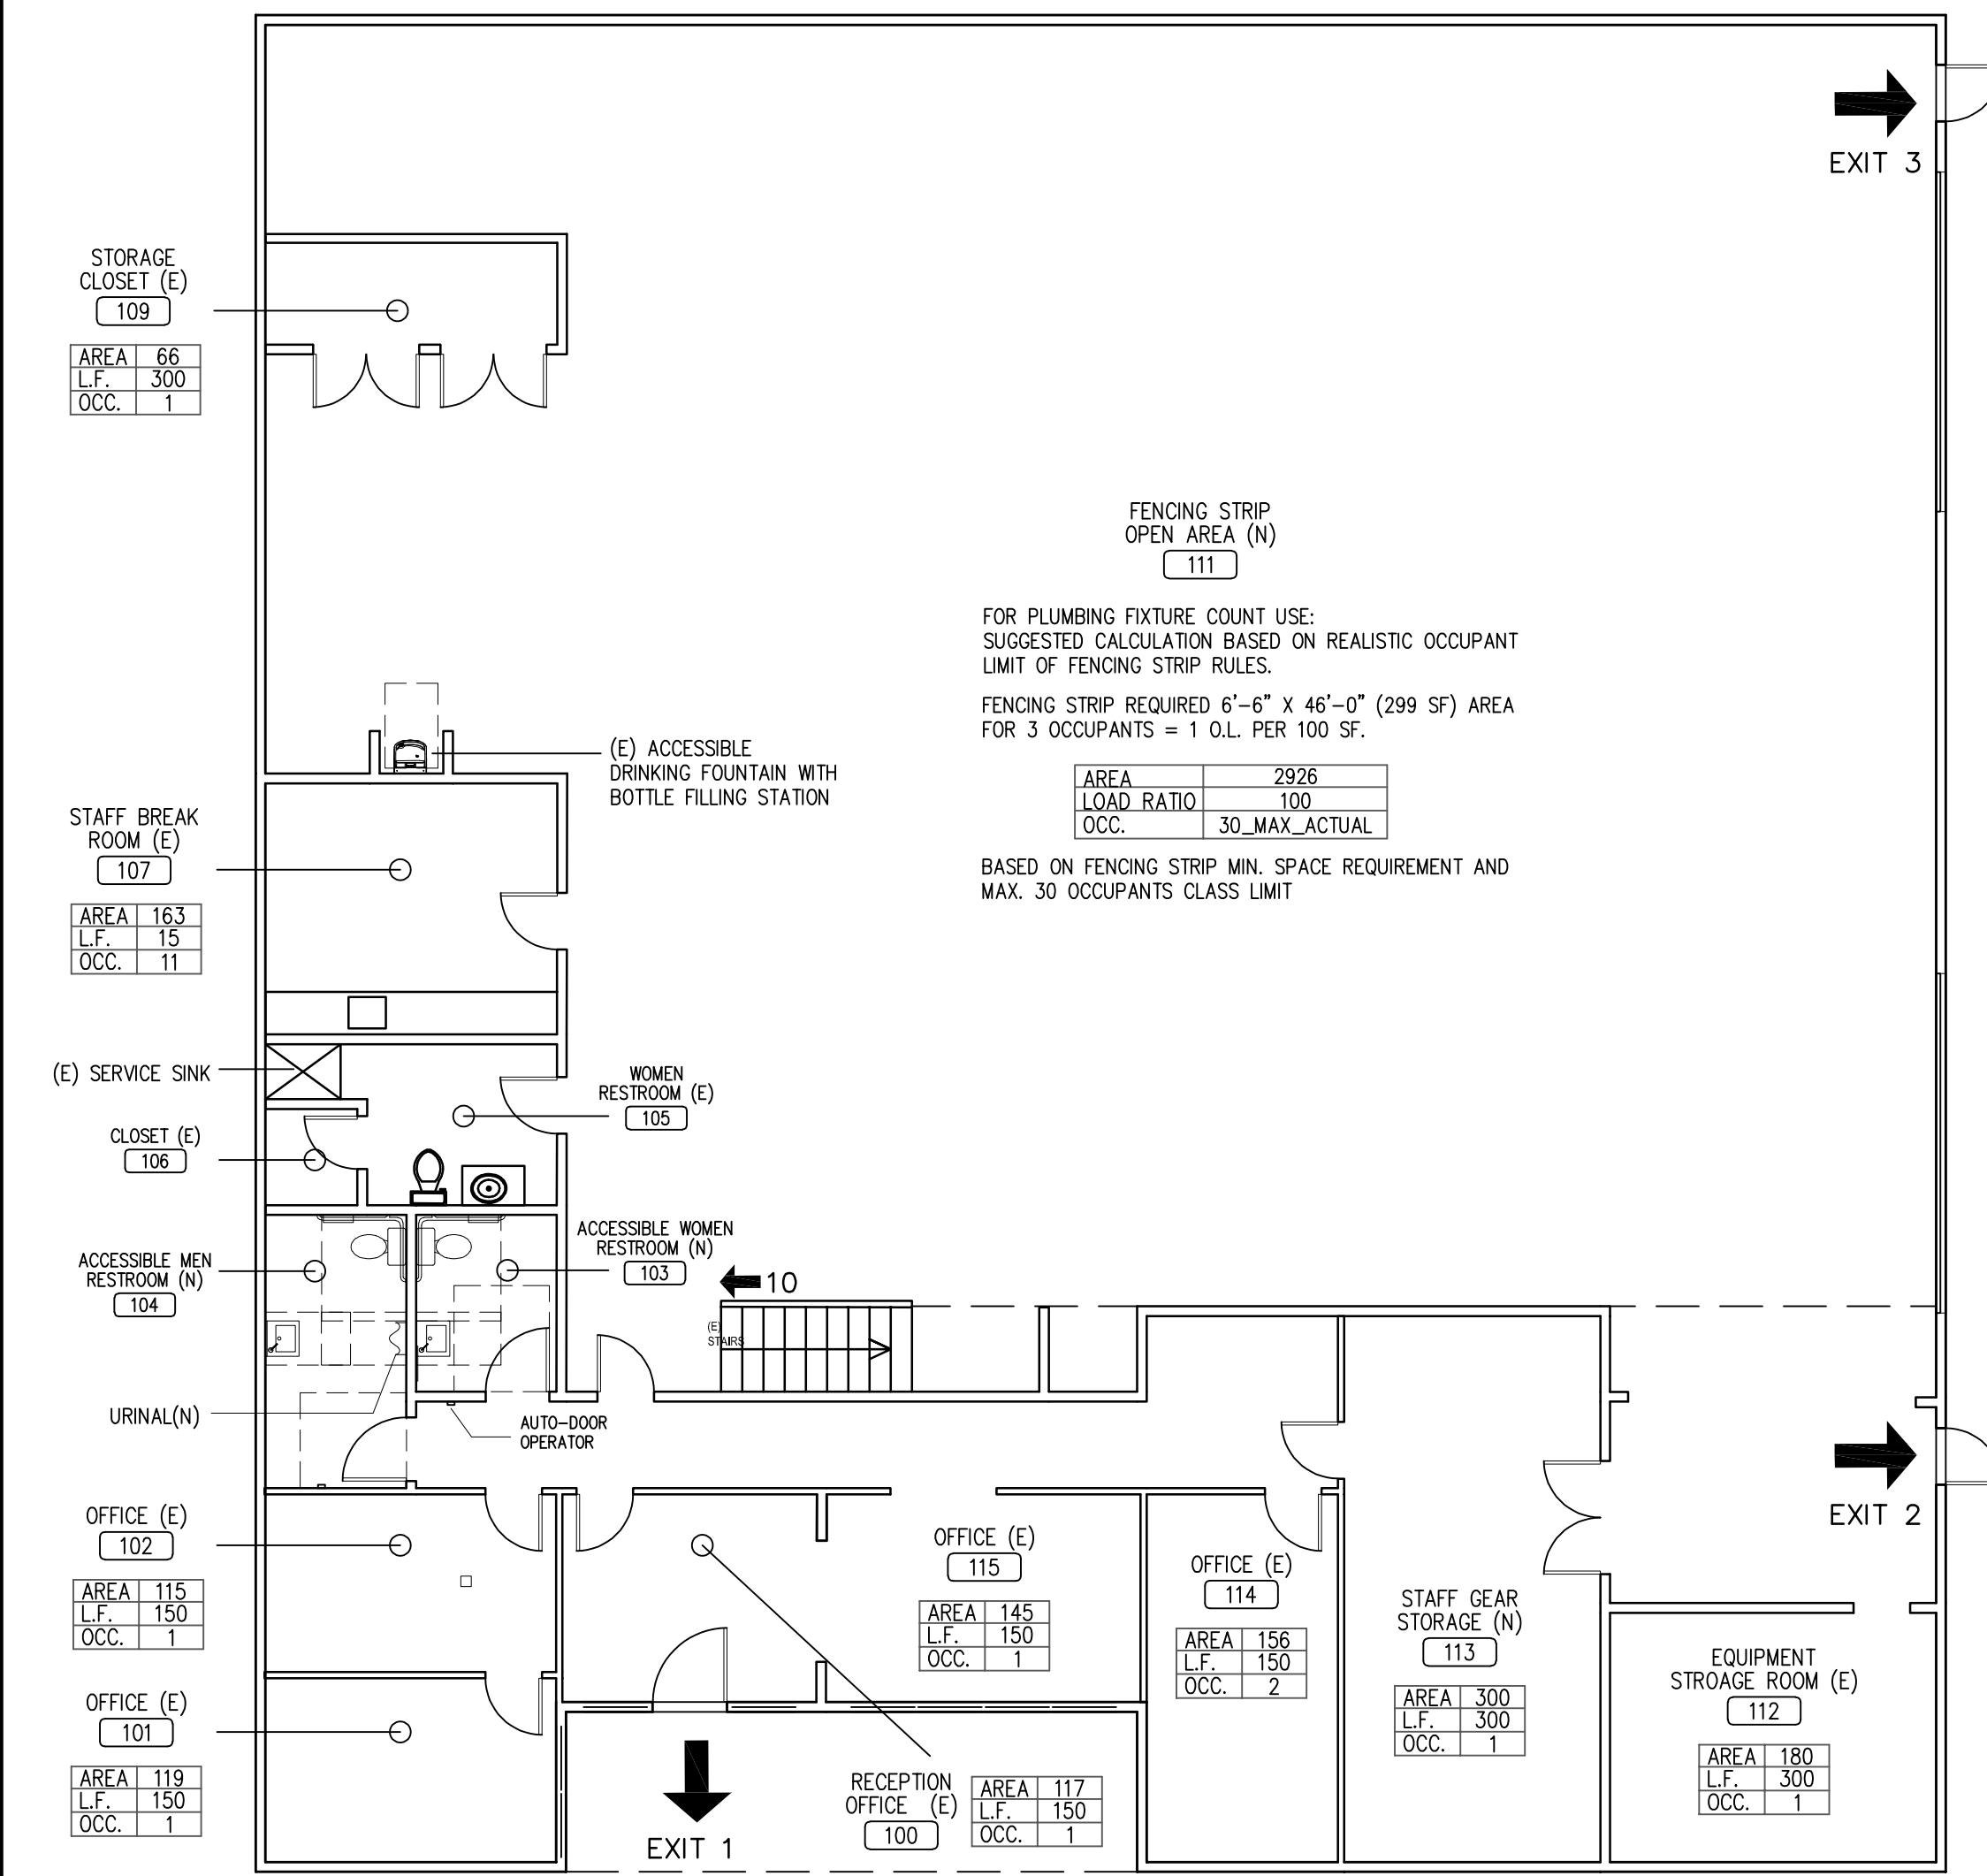 EXIT 3
STORAGE
CLOSET (E)
109
AREA 66
L.F. 300
OCC. 1
FENCING STRIP
OPEN AREA (N)
111
FOR PLUMBING FIXTURE COUNT USE:
SUGGESTED CALCULATION BASED ON REALISTIC OCCUPANT
LIMIT OF FENCING STRIP RULES.
FENCING STRIP REQUIRED 6'-6" X 46'-0" (299 SF) AREA
FOR 3 OCCUPANTS = 1 O.L. PER 100 SF.
AREA 2926
LOAD RATIO 100
OCC. 30_MAX_ACTUAL
BASED ON FENCING STRIP MIN. SPACE REQUIREMENT AND
MAX. 30 OCCUPANTS CLASS LIMIT
(E) ACCESSIBLE
DRINKING FOUNTAIN WITH
BOTTLE FILLING STATION
STAFF BREAK
ROOM (E)
107
AREA 163
L.F. 15
OCC. 11
(E) SERVICE SINK
WOMEN
RESTROOM (E)
105
CLOSET (E)
106
ACCESSIBLE WOMEN
RESTROOM (N)
103
ACCESSIBLE MEN
RESTROOM (N)
104
10
(E)
STAIRS
URINAL(N)
AUTO-DOOR
OPERATOR
EXIT 2
OFFICE (E)
102
AREA 115
L.F. 150
OCC. 1
OFFICE (E)
115
AREA 145
L.F. 150
OCC. 1
OFFICE (E)
114
AREA 156
L.F. 150
OCC. 2
STAFF GEAR
STORAGE (N)
113
AREA 300
L.F. 300
OCC. 1
EQUIPMENT
STROAGE ROOM (E)
112
AREA 180
L.F. 300
OCC. 1
OFFICE (E)
101
AREA 119
L.F. 150
OCC. 1
EXIT 1
RECEPTION
OFFICE (E)
100
AREA 117
L.F. 150
OCC. 1